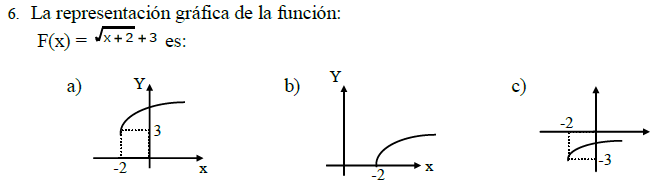 6. La representación gráfica de la función:
F(x) = √x+2 +3 es:
a) Y 3 -2 x
b) Y -2 x
c) -2 -3